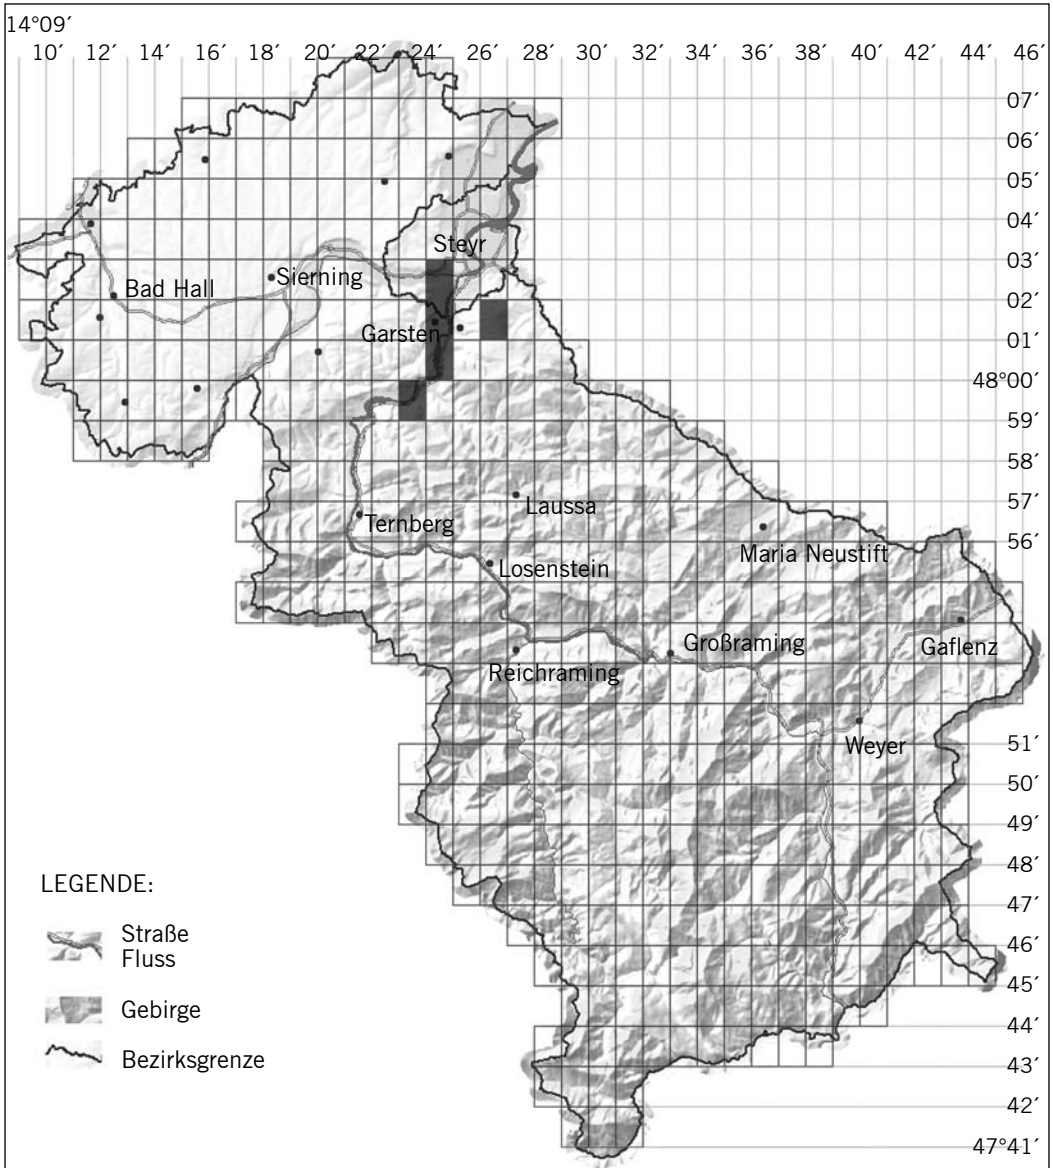 14°09′
10′ 12′ 14′ 16′ 18′ 20′ 22′ 24′ 26′ 28′ 30′ 32′ 34′ 36′ 38′ 40′ 42′ 44′ 46′
07′
06′
05′
04′
Steyr
03′
Sierning
Bad Hall
02′
Garsten
01′
48°00′
59′
58′
57′
Laussa
Ternberg
56′
Maria Neustift
Losenstein
Großraming
Gaflenz
Reichraming
51′
Weyer
50′
49′
48′
LEGENDE:
47′
Straße
Fluss
46′
45′
Gebirge
44′
Bezirksgrenze
43′
42′
47°41′